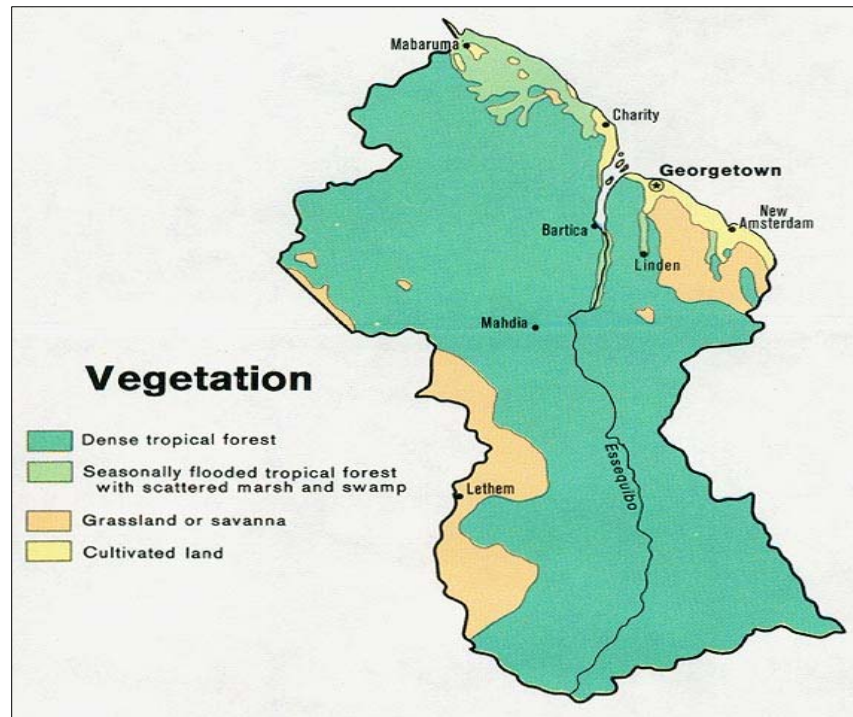 Mabaruma
Charity
Georgetown
New
Amsterdam
Bartica
Linden
Mahdia
Vegetation
Dense tropical forest
Seasonally flooded tropical forest
with scattered marsh and swamp
Grassland or savanna
Cultivated land
Lethem
Essequibo